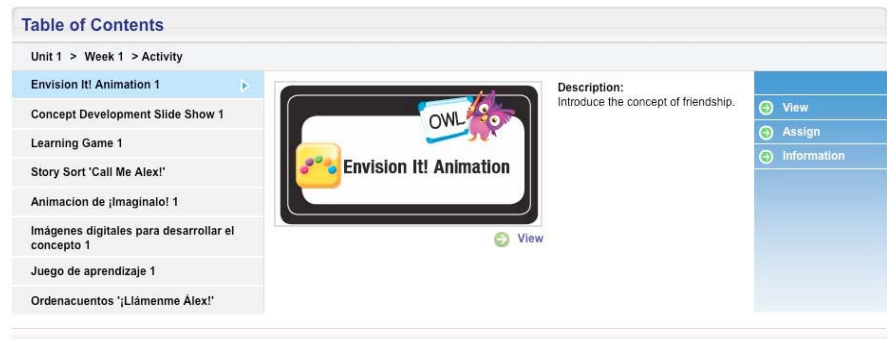 Table of Contents
Unit 1 > Week 1 > Activity
Envision It! Animation 1
Concept Development Slide Show 1
Learning Game 1
Story Sort 'Call Me Alex!'
Animacion de ¡Imagínalo! 1
Imágenes digitales para desarrollar el
concepto 1
Juego de aprendizaje 1
Ordenacuentos '¡Llámenme Álex!'
OWL
Envision It! Animation
View
Description:
Introduce the concept of friendship.
View
Assign
Information